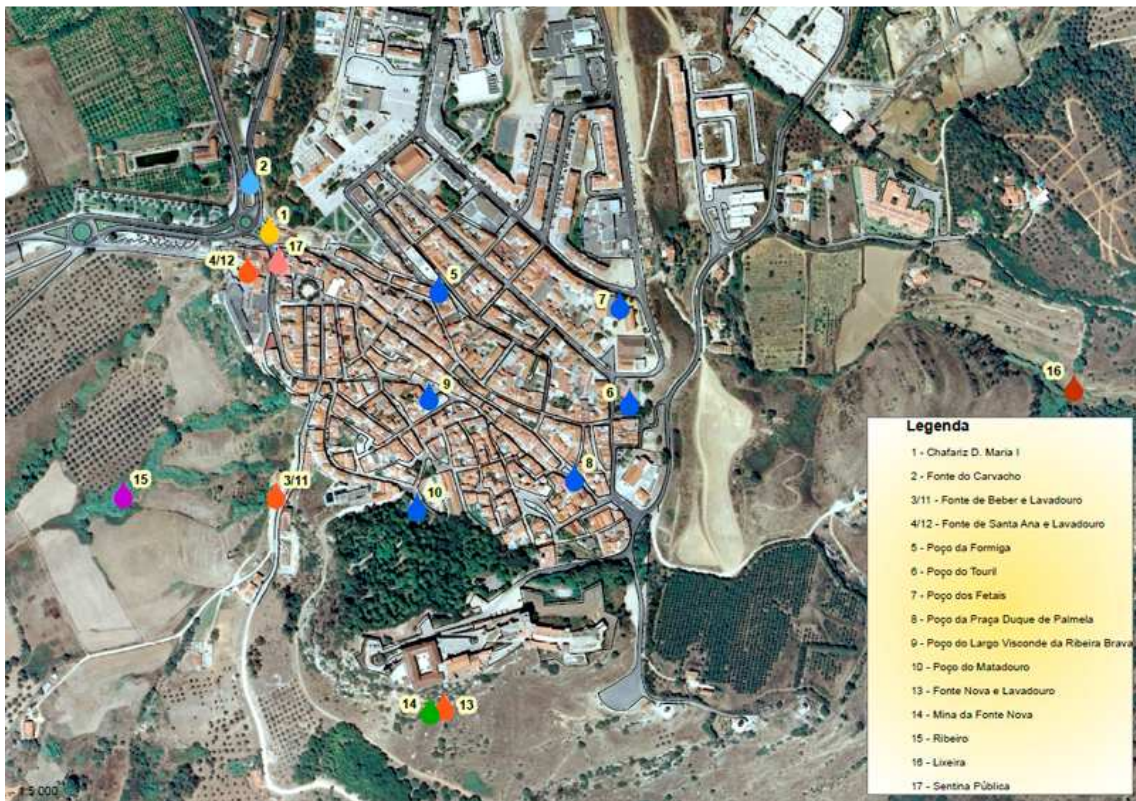 2
1
17
4/12
5
7
16
9
6
8
15
3/11
10
14
13
1:5 000
Legenda
1 - Chafariz D. Maria I
2 - Fonte do Carvacho
3/11 - Fonte de Beber e Lavadouro
4/12 - Fonte de Santa Ana e Lavadouro
5 - Poço da Formiga
6 - Poço do Touril
7 - Poço dos Fetais
8 - Poço da Praça Duque de Palmela
9 - Poço do Largo Visconde da Ribeira Brava
10 - Poço do Matadouro
13 - Fonte Nova e Lavadouro
14 - Mina da Fonte Nova
15 - Ribeiro
16 - Lixeira
17 - Sentina Pública